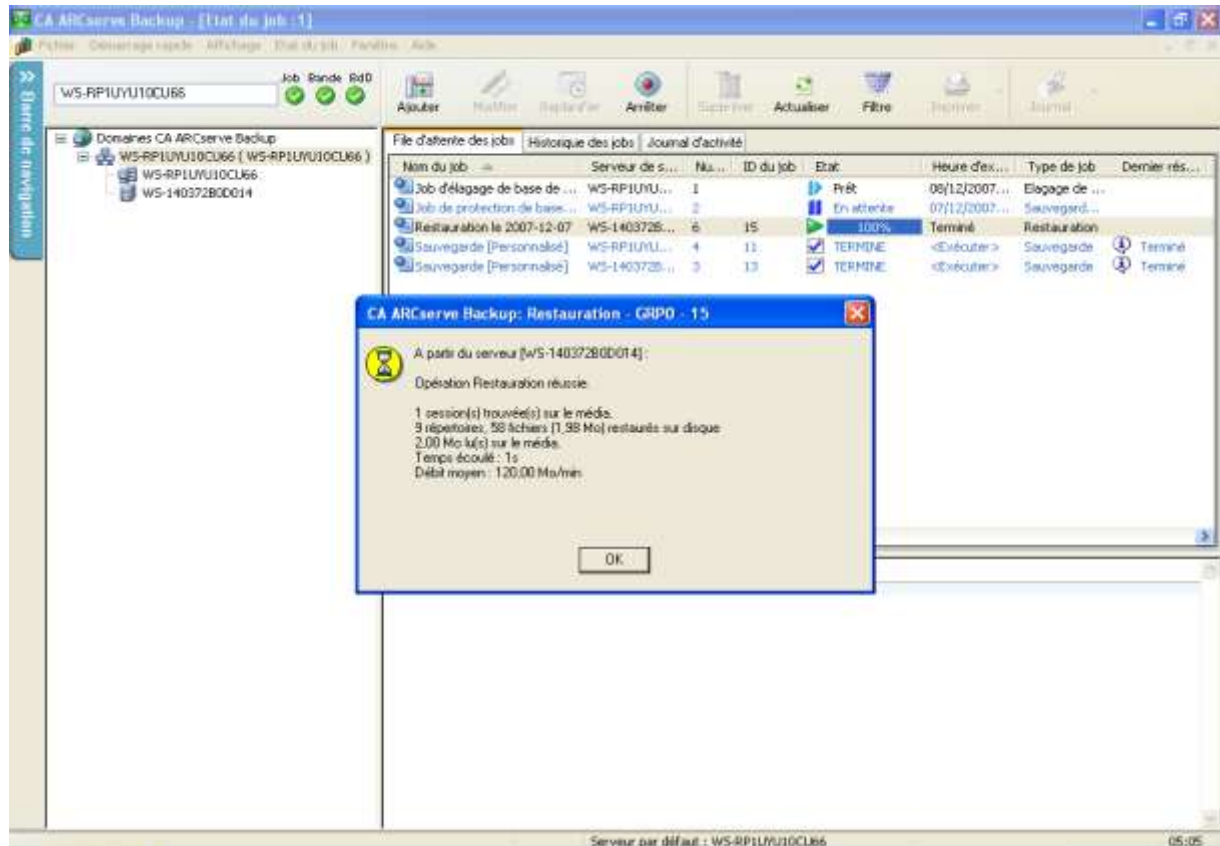 CA ARCserve Backup - [Etat du job :1]
Fichier Démarrage rapide Affichage Etat du job Fenêtre Aide
>> Barre de navigation
WS-RP1UYU10CU66
Job Bande BdD
Ajouter Modifier Replanifier Arrêter Supprimer Actualiser Filtre Imprimer Journal
Domaines CA ARCserve Backup
WS-RP1UYU10CU66 ( WS-RP1UYU10CU66 )
WS-RP1UYU10CU66
WS-140372B0D014
File d'attente des jobs Historique des jobs Journal d'activité
Nom du job Serveur de s... Nu... ID du job Etat Heure d'ex... Type de job Dernier rés...
Job d'élagage de base de ... WS-RP1UYU... 1 Prêt 08/12/2007... Elagage de ...
Job de protection de base... WS-RP1UYU... 2 En attente 07/12/2007... Sauvegard...
Restauration le 2007-12-07 WS-140372B... 6 15 100% Terminé Restauration
Sauvegarde [Personnalisé] WS-RP1UYU... 4 11 TERMINE <Exécuter> Sauvegarde Terminé
Sauvegarde [Personnalisé] WS-140372B... 3 13 TERMINE <Exécuter> Sauvegarde Terminé
CA ARCserve Backup: Restauration - GRP0 - 15
A partir du serveur [WS-140372B0D014] :
Opération Restauration réussie.
1 session(s) trouvée(s) sur le média.
9 répertoires, 58 fichiers (1,98 Mo) restaurés sur disque
2,00 Mo lu(s) sur le média.
Temps écoulé : 1s
Débit moyen : 120,00 Mo/min
OK
Serveur par défaut : WS-RP1UYU10CU66
05:05